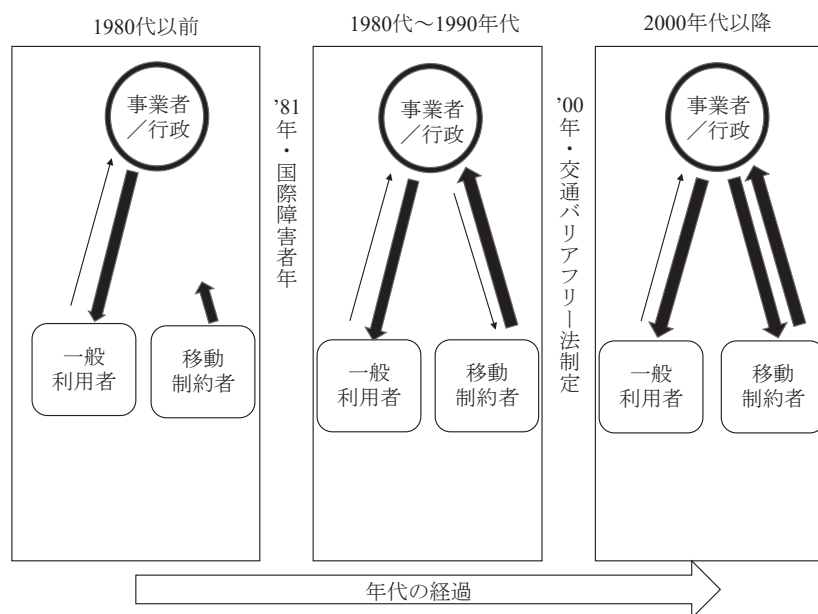 1980代以前
事業者
／行政
一般
利用者
移動
制約者
’81年・国際障害者年
1980代～1990年代
事業者
／行政
一般
利用者
移動
制約者
’00年・交通バリアフリー法制定
2000年代以降
事業者
／行政
一般
利用者
移動
制約者
年代の経過